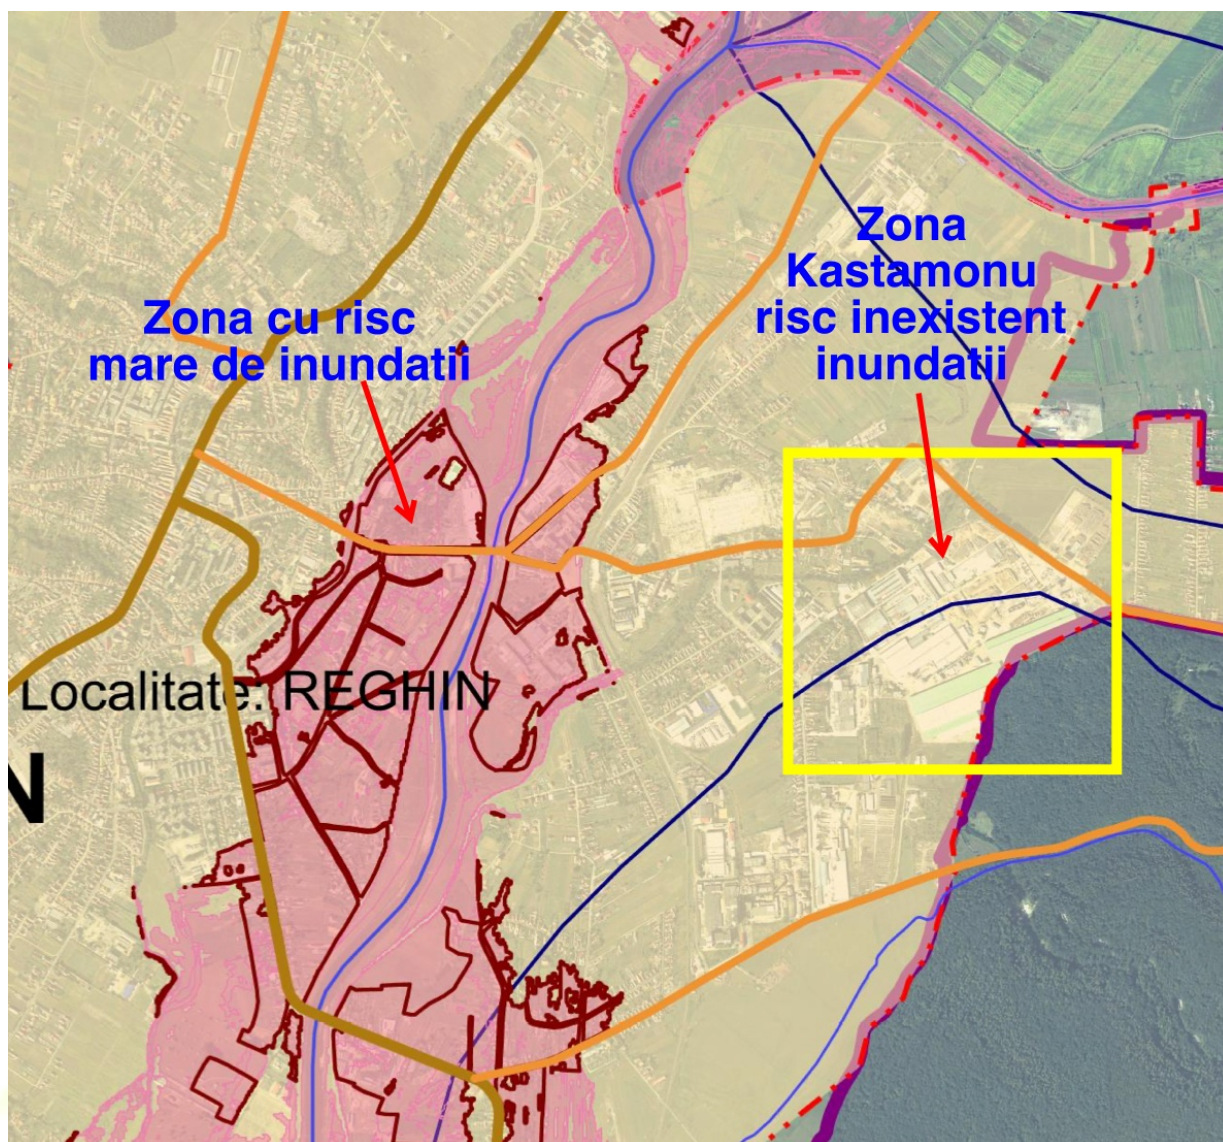 Zona
Kastamonu
risc inexistent
inundatii
Zona cu risc
mare de inundatii
Localitate: REGHIN
N